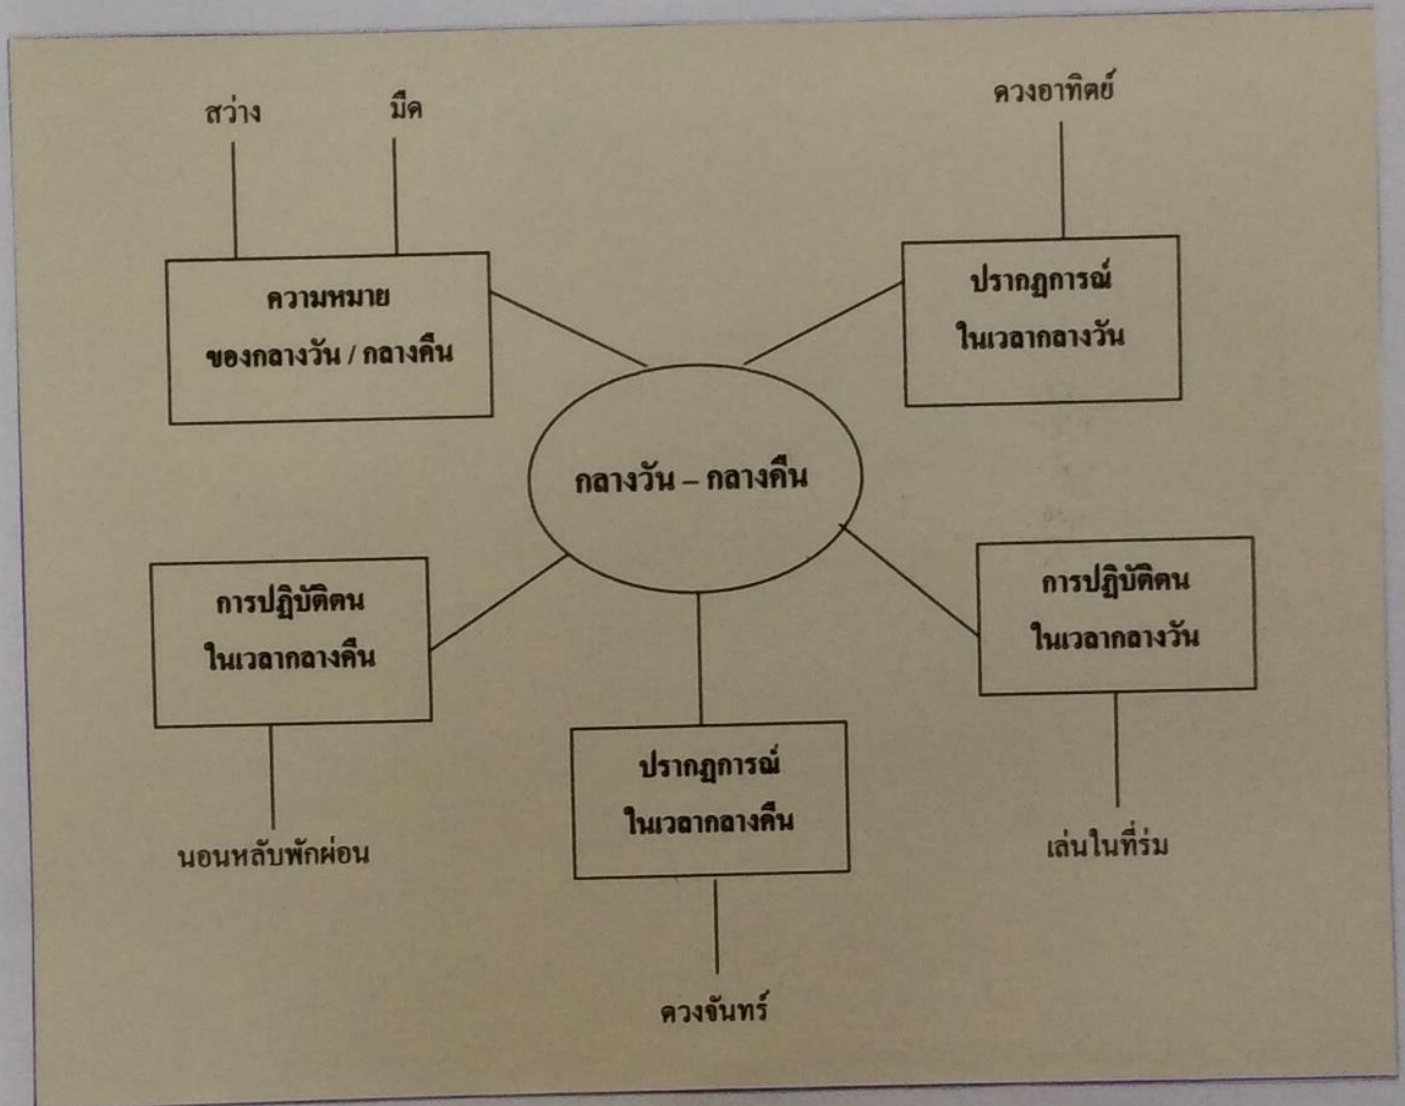 สว่าง
มืด
ดวงอาทิตย์
ความหมาย
ของกลางวัน / กลางคืน
ปรากฏการณ์
ในเวลากลางวัน
กลางวัน – กลางคืน
การปฏิบัติตน
ในเวลากลางคืน
การปฏิบัติตน
ในเวลากลางวัน
ปรากฏการณ์
ในเวลากลางคืน
นอนหลับพักผ่อน
เล่นในที่ร่ม
ดวงจันทร์